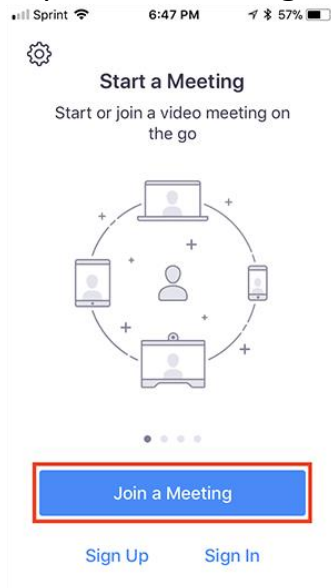 Sprint 6:47 PM 57%
Start a Meeting
Start or join a video meeting on
the go
Join a Meeting
Sign Up Sign In